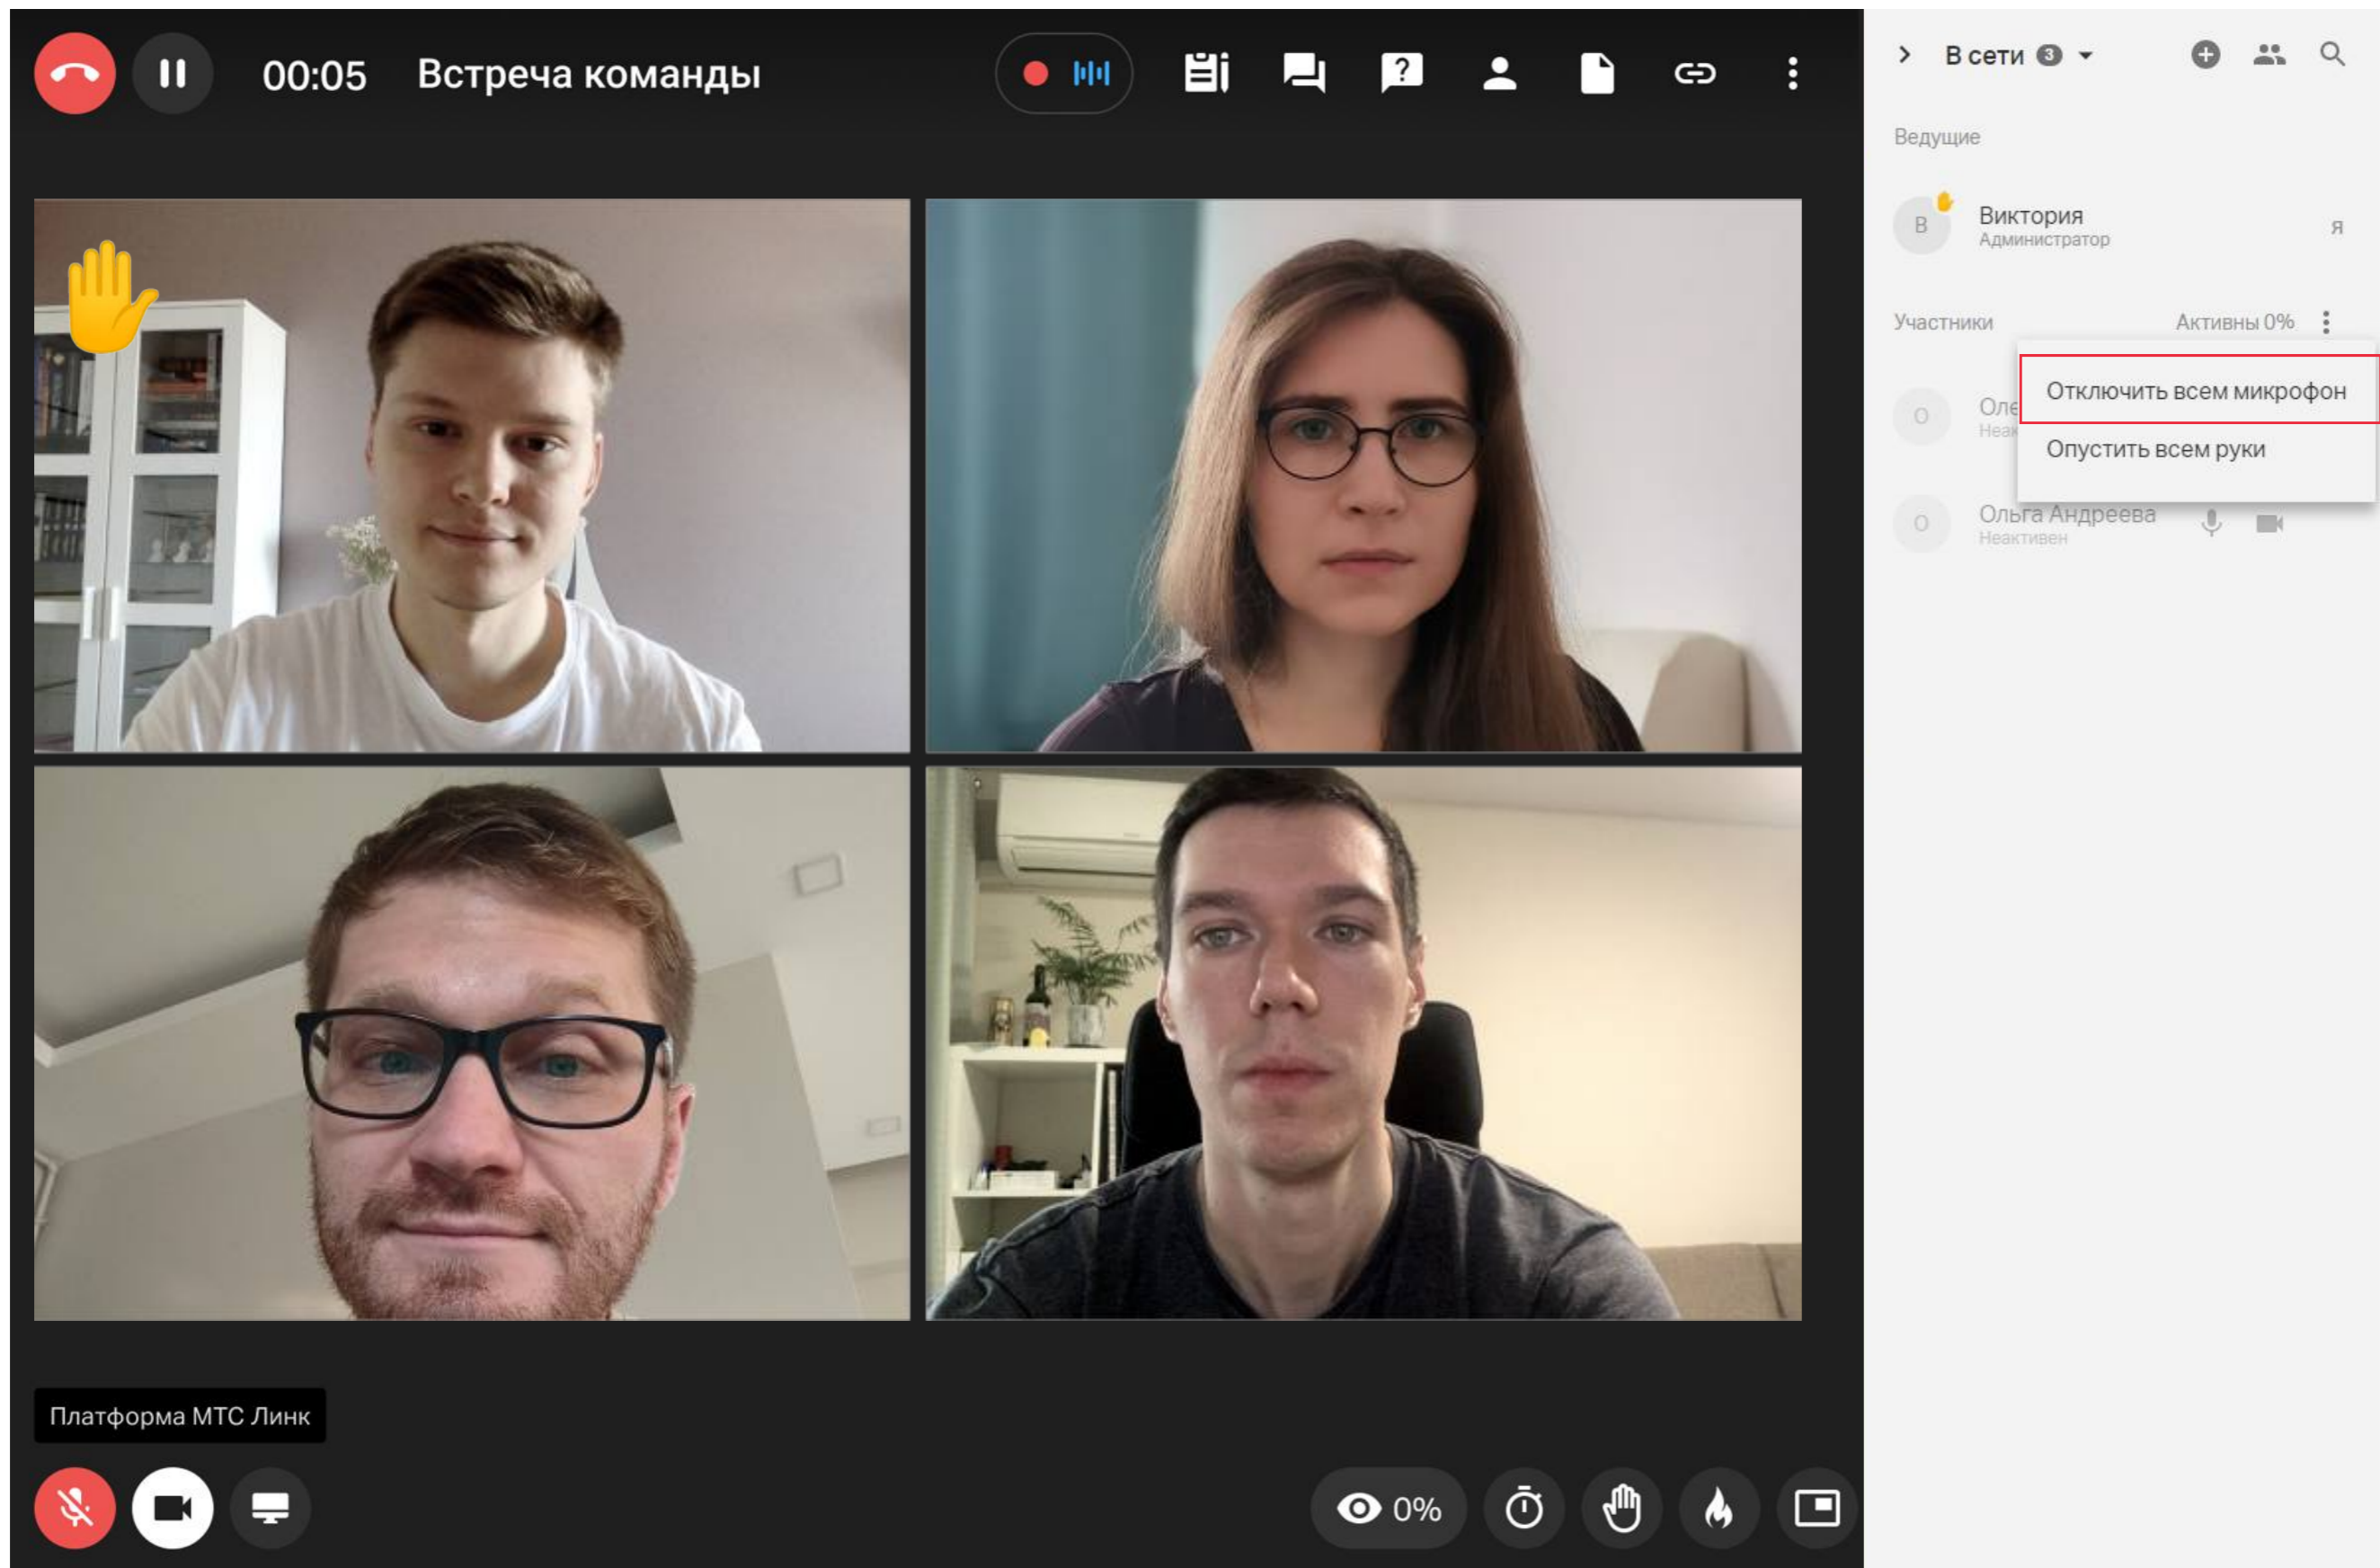 00:05 Встреча команды
?
В сети 3
Ведущие
В
Виктория
Администратор
я
Участники
Активны 0%
Отключить всем микрофон
Опустить всем руки
О
О
Ольга Андреева
Неактивен
Платформа МТС Линк
0%